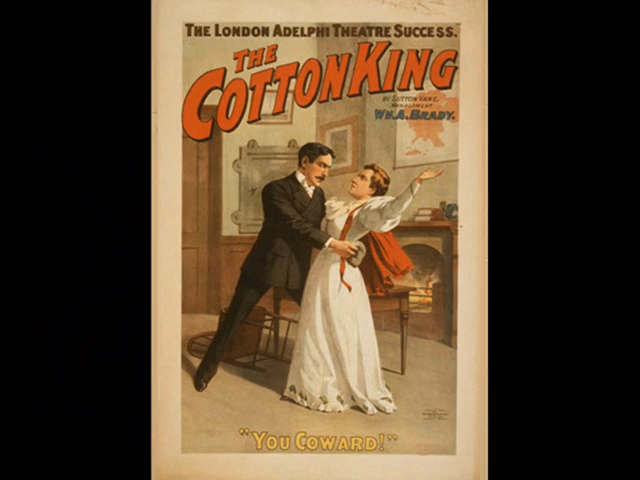 THE LONDON ADELPHI THEATRE SUCCESS.
THE
COTTON KING
BY SUTTON VANE.
MANAGEMENT
WM. A. BRADY.
"YOU COWARD!"